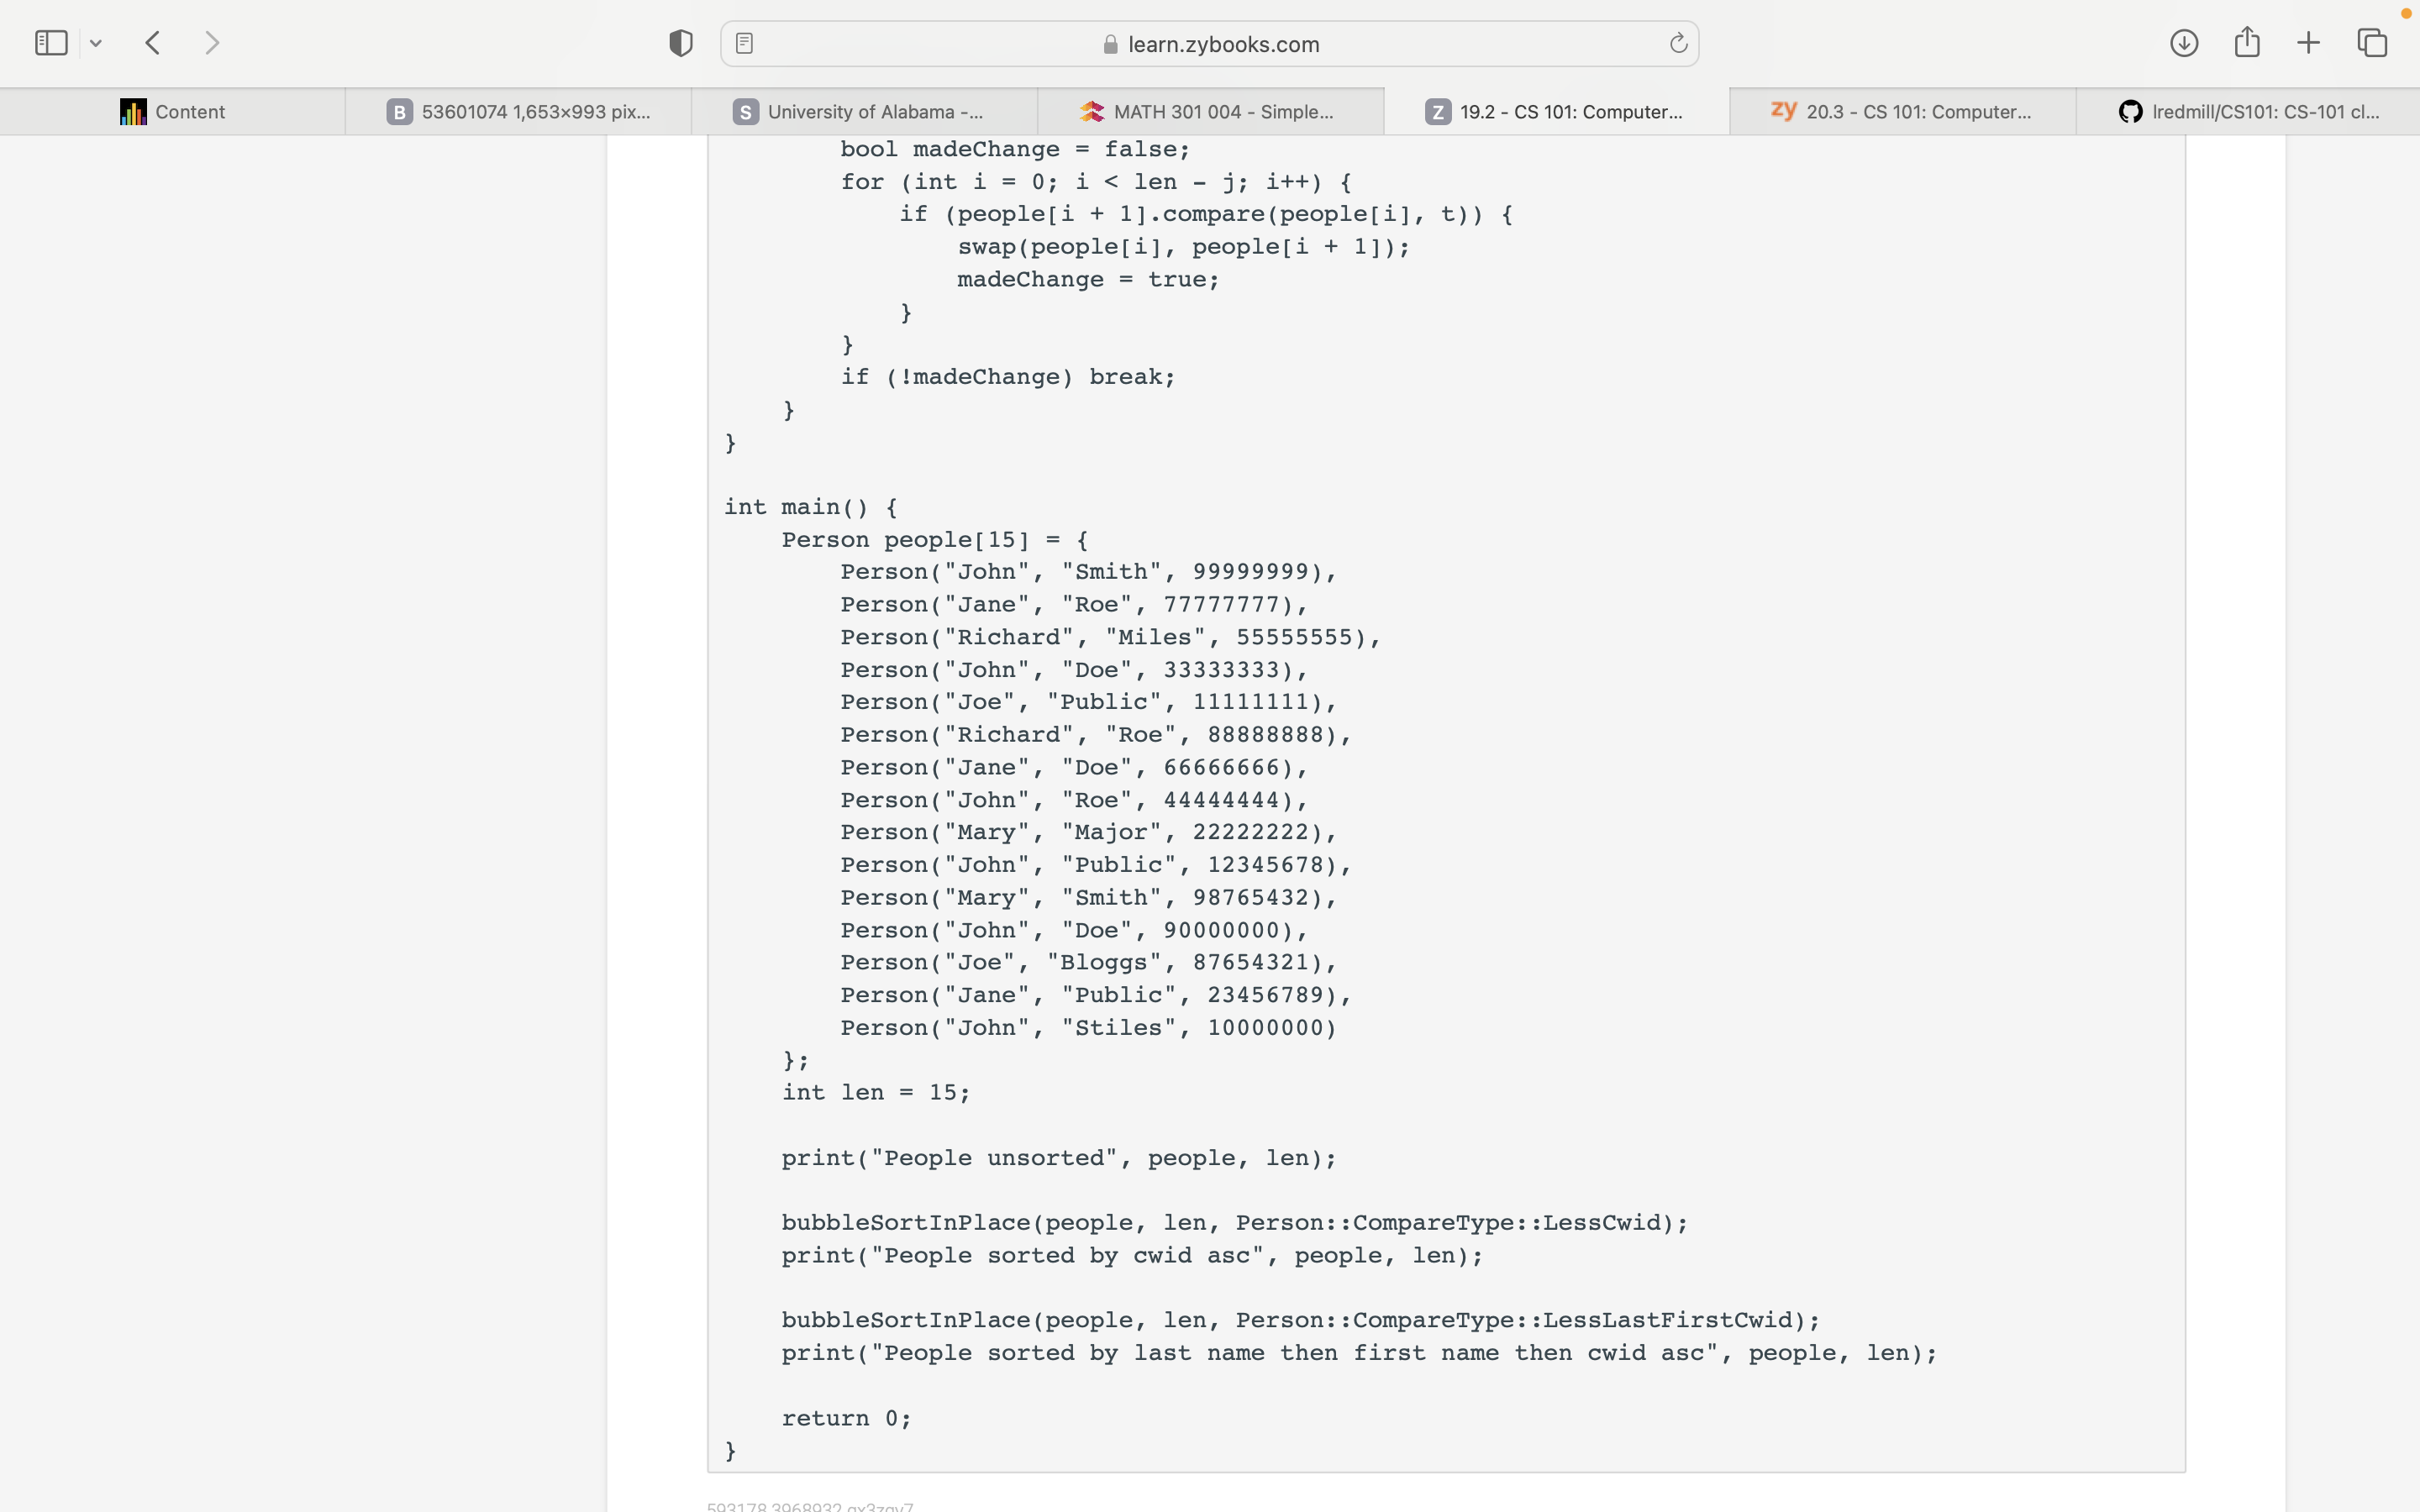 learn.zybooks.com
Content
B 53601074 1,653×993 pix...
S University of Alabama -...
MATH 301 004 - Simple...
Z 19.2 - CS 101: Computer...
zy 20.3 - CS 101: Computer...
lredmill/CS101: CS-101 cl...
bool madeChange = false;
for (int i = 0; i < len - j; i++) {
if (people[i + 1].compare(people[i], t)) {
swap(people[i], people[i + 1]);
madeChange = true;
}
}
if (!madeChange) break;
}
}
int main() {
Person people[15] = {
Person("John", "Smith", 99999999),
Person("Jane", "Roe", 77777777),
Person("Richard", "Miles", 55555555),
Person("John", "Doe", 33333333),
Person("Joe", "Public", 11111111),
Person("Richard", "Roe", 88888888),
Person("Jane", "Doe", 66666666),
Person("John", "Roe", 44444444),
Person("Mary", "Major", 22222222),
Person("John", "Public", 12345678),
Person("Mary", "Smith", 98765432),
Person("John", "Doe", 90000000),
Person("Joe", "Bloggs", 87654321),
Person("Jane", "Public", 23456789),
Person("John", "Stiles", 10000000)
};
int len = 15;
print("People unsorted", people, len);
bubbleSortInPlace(people, len, Person::CompareType::LessCwid);
print("People sorted by cwid asc", people, len);
bubbleSortInPlace(people, len, Person::CompareType::LessLastFirstCwid);
print("People sorted by last name then first name then cwid asc", people, len);
return 0;
}